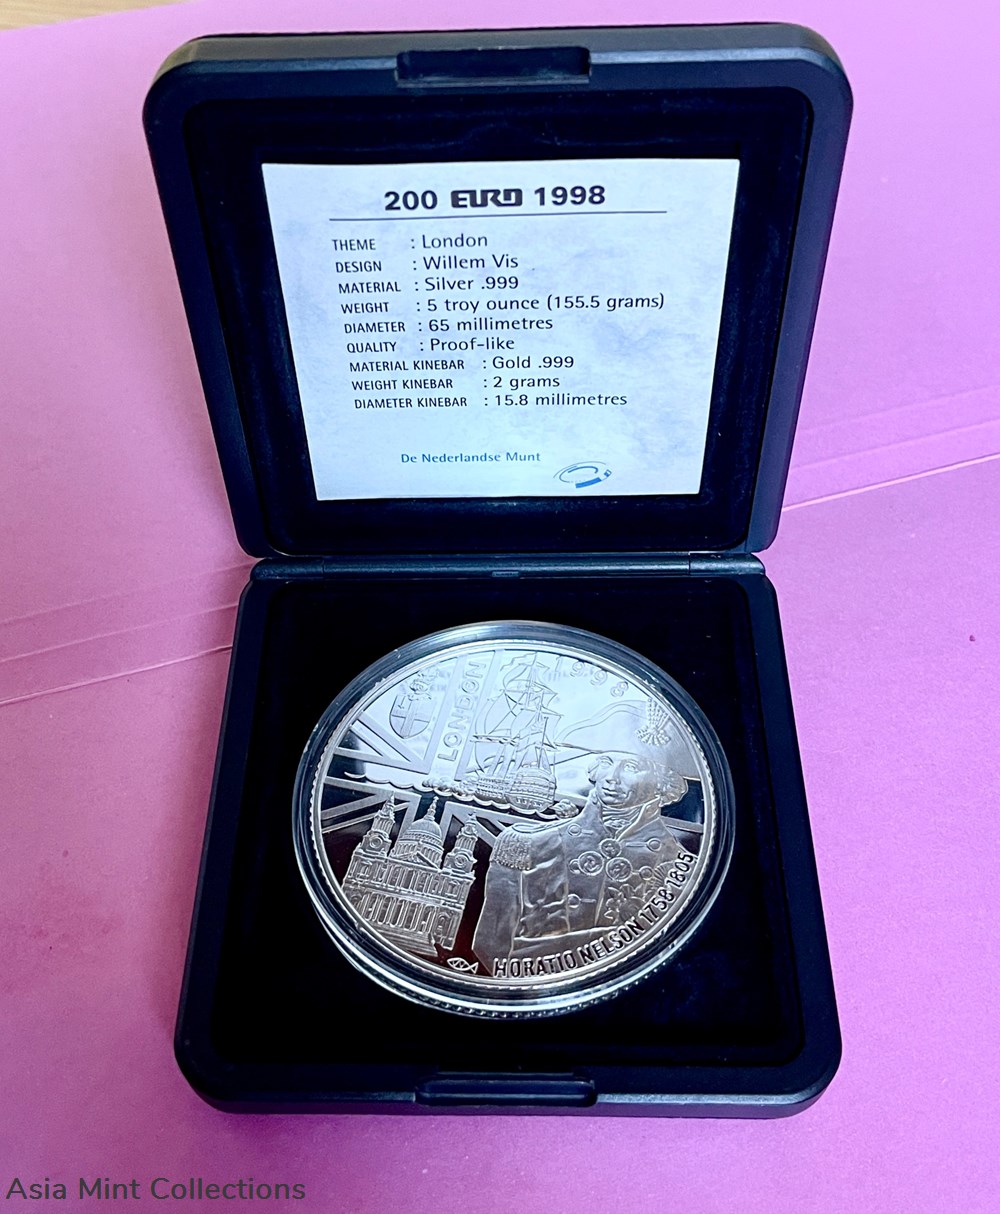 200 EURO 1998
THEME : London
DESIGN : Willem Vis
MATERIAL : Silver .999
WEIGHT : 5 troy ounce (155.5 grams)
DIAMETER : 65 millimetres
QUALITY : Proof-like
MATERIAL KINEBAR : Gold .999
WEIGHT KINEBAR : 2 grams
DIAMETER KINEBAR : 15.8 millimetres
De Nederlandse Munt
1998
LONDON
HORATIO NELSON 1758-1805
Asia Mint Collections